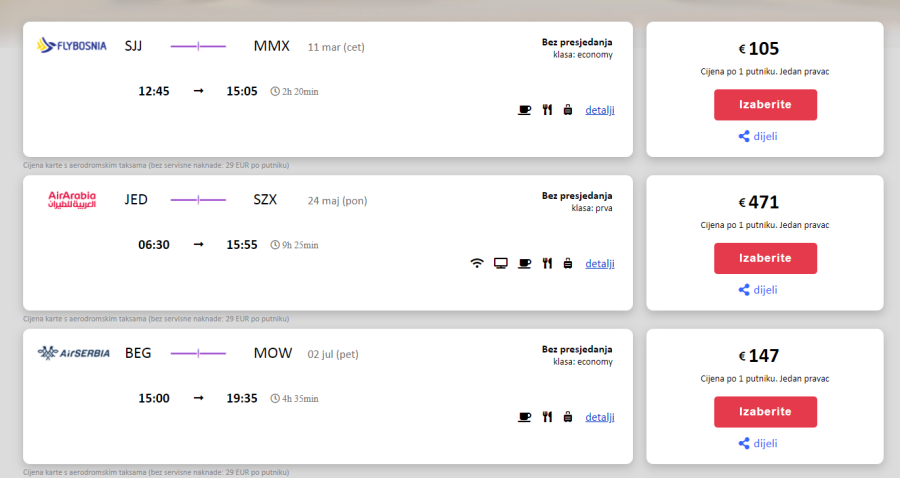 FLYBOSNIA SJJ MMX 11 mar (cet) Bez presjedanja
klasa: economy
12:45 → 15:05 2h 20min
detalji
€ 105
Cijena po 1 putniku. Jedan pravac
Izaberite
dijeli
Cijena karte s aerodromskim taksama (bez servisne naknade: 29 EUR po putniku)
AirArabia
العربية للطيران
JED SZX 24 maj (pon) Bez presjedanja
klasa: prva
06:30 → 15:55 9h 25min
detalji
€ 471
Cijena po 1 putniku. Jedan pravac
Izaberite
dijeli
Cijena karte s aerodromskim taksama (bez servisne naknade: 29 EUR po putniku)
AirSERBIA BEG MOW 02 jul (pet) Bez presjedanja
klasa: economy
15:00 → 19:35 4h 35min
detalji
€ 147
Cijena po 1 putniku. Jedan pravac
Izaberite
dijeli
Cijena karte s aerodromskim taksama (bez servisne naknade: 29 EUR po putniku)